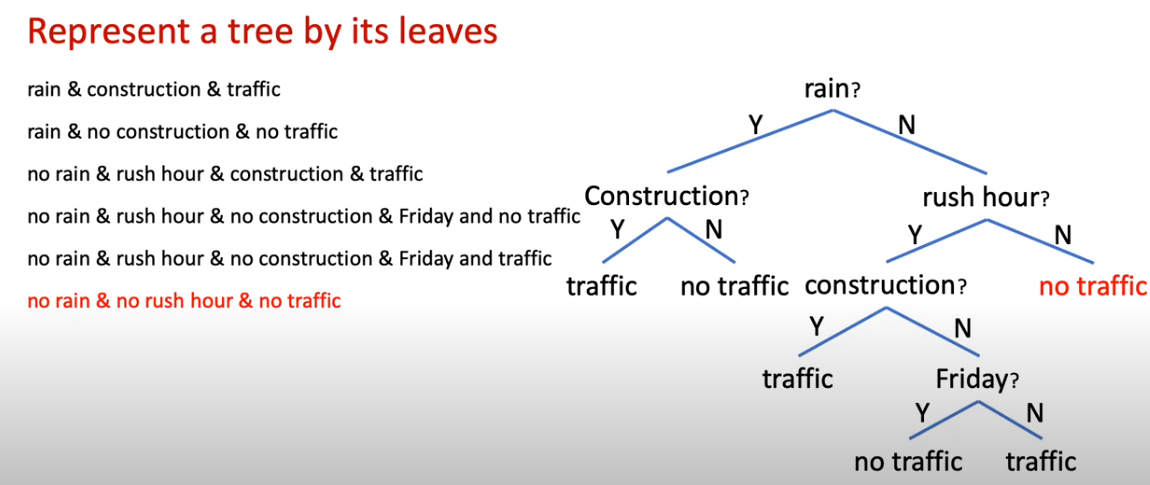 Represent a tree by its leaves
rain & construction & traffic
rain & no construction & no traffic
no rain & rush hour & construction & traffic
no rain & rush hour & no construction & Friday and no traffic
no rain & rush hour & no construction & Friday and traffic
no rain & no rush hour & no traffic
rain?
Y N
Construction? rush hour?
Y N Y N
traffic no traffic construction? no traffic
Y N
traffic Friday?
Y N
no traffic traffic